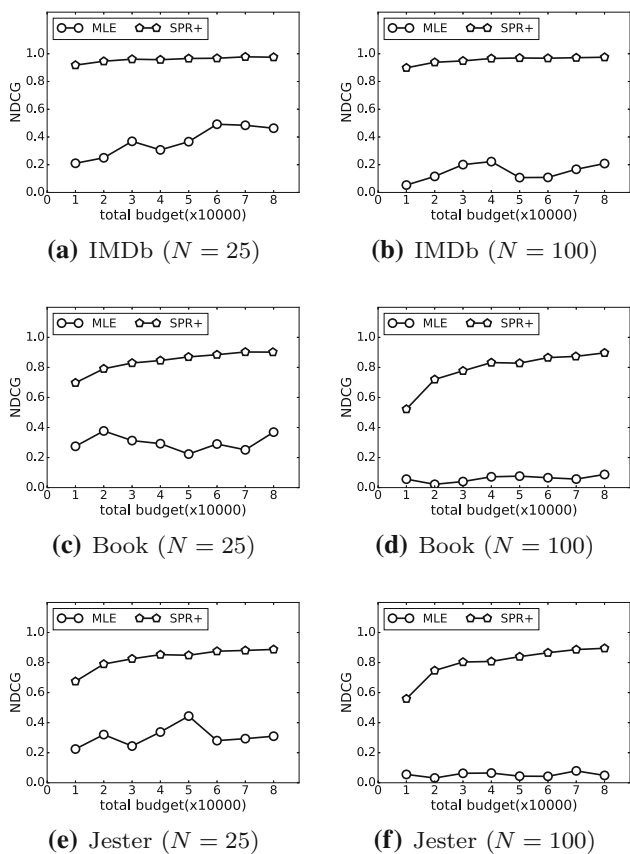 MLE SPR+
NDCG
1.0
0.8
0.6
0.4
0.2
0.0
0 1 2 3 4 5 6 7 8
total budget(x10000)
(a) IMDb (N = 25)
MLE SPR+
NDCG
1.0
0.8
0.6
0.4
0.2
0.0
0 1 2 3 4 5 6 7 8
total budget(x10000)
(b) IMDb (N = 100)
MLE SPR+
NDCG
1.0
0.8
0.6
0.4
0.2
0.0
0 1 2 3 4 5 6 7 8
total budget(x10000)
(c) Book (N = 25)
MLE SPR+
NDCG
1.0
0.8
0.6
0.4
0.2
0.0
0 1 2 3 4 5 6 7 8
total budget(x10000)
(d) Book (N = 100)
MLE SPR+
NDCG
1.0
0.8
0.6
0.4
0.2
0.0
0 1 2 3 4 5 6 7 8
total budget(x10000)
(e) Jester (N = 25)
MLE SPR+
NDCG
1.0
0.8
0.6
0.4
0.2
0.0
0 1 2 3 4 5 6 7 8
total budget(x10000)
(f) Jester (N = 100)